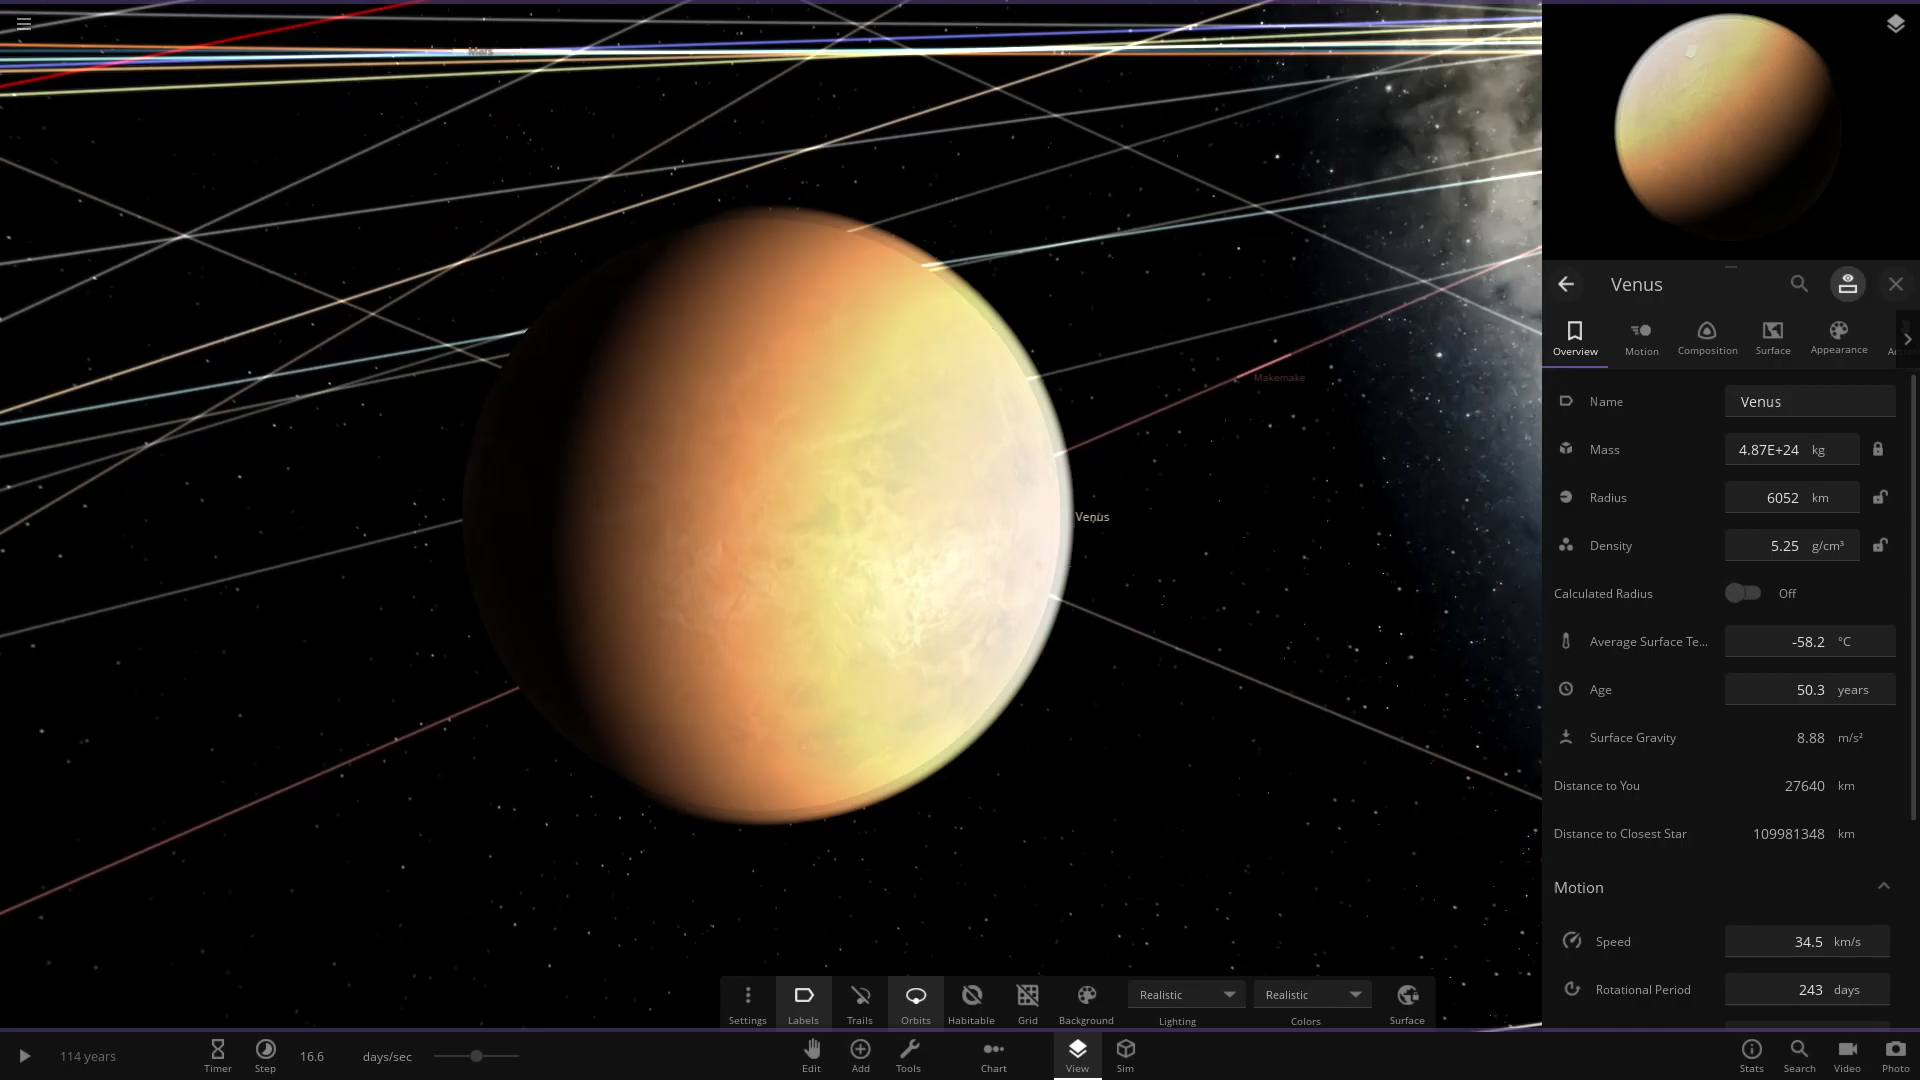 Mars
Makemake
Venus
Venus
Overview
Motion
Composition
Surface
Appearance
Name
Venus
Mass
4.87E+24 kg
Radius
6052 km
Density
5.25 g/cm³
Calculated Radius
Off
Average Surface Te...
-58.2 °C
Age
50.3 years
Surface Gravity
8.88 m/s²
Distance to You
27640 km
Distance to Closest Star
109981348 km
Motion
Speed
34.5 km/s
Rotational Period
243 days
Settings
Labels
Trails
Orbits
Habitable
Grid
Background
Realistic
Lighting
Realistic
Colors
Surface
114 years
Timer
Step
16.6 days/sec
Edit
Add
Tools
Chart
View
Sim
Stats
Search
Video
Photo